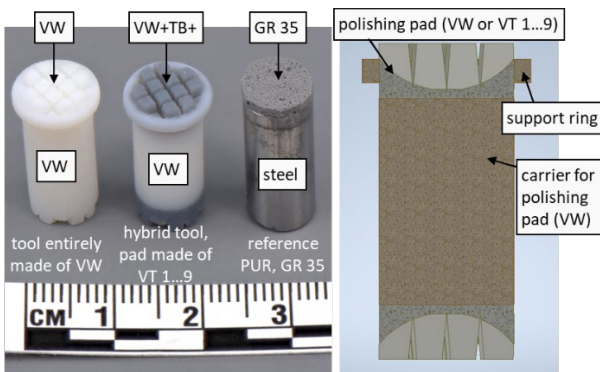 VW
VW+TB+
GR 35
VW
VW
steel
tool entirely
made of VW
hybrid tool,
pad made of
VT 1...9
reference
PUR, GR 35
CM 1 2 3
polishing pad (VW or VT 1...9)
support ring
carrier for
polishing
pad (VW)